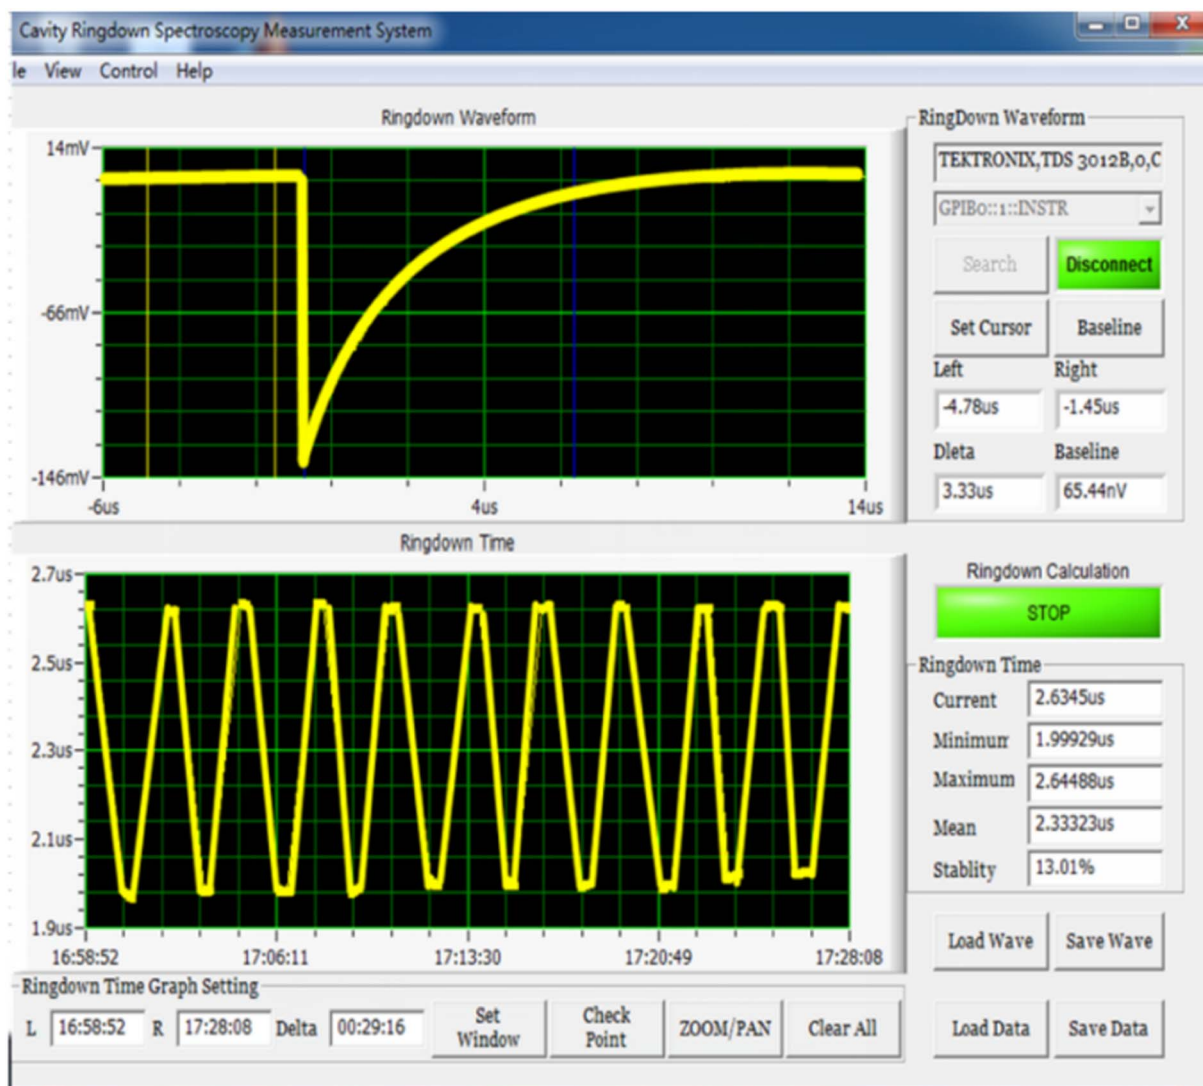 Cavity Ringdown Spectroscopy Measurement System
le View Control Help
Ringdown Waveform
14mV
-66mV
-146mV
-6us 4us 14us
RingDown Waveform
TEKTRONIX,TDS 3012B,0,C
GPIB0::1::INSTR
Search Disconnect
Set Cursor Baseline
Left Right
-4.78us -1.45us
Dleta Baseline
3.33us 65.44nV
Ringdown Time
2.7us
2.5us
2.3us
2.1us
1.9us
16:58:52 17:06:11 17:13:30 17:20:49 17:28:08
Ringdown Calculation
STOP
Ringdown Time
Current 2.6345us
Minimum 1.99929us
Maximum 2.64488us
Mean 2.33323us
Stablity 13.01%
Load Wave Save Wave
Ringdown Time Graph Setting
L 16:58:52 R 17:28:08 Delta 00:29:16 Set Window Check Point ZOOM/PAN Clear All
Load Data Save Data